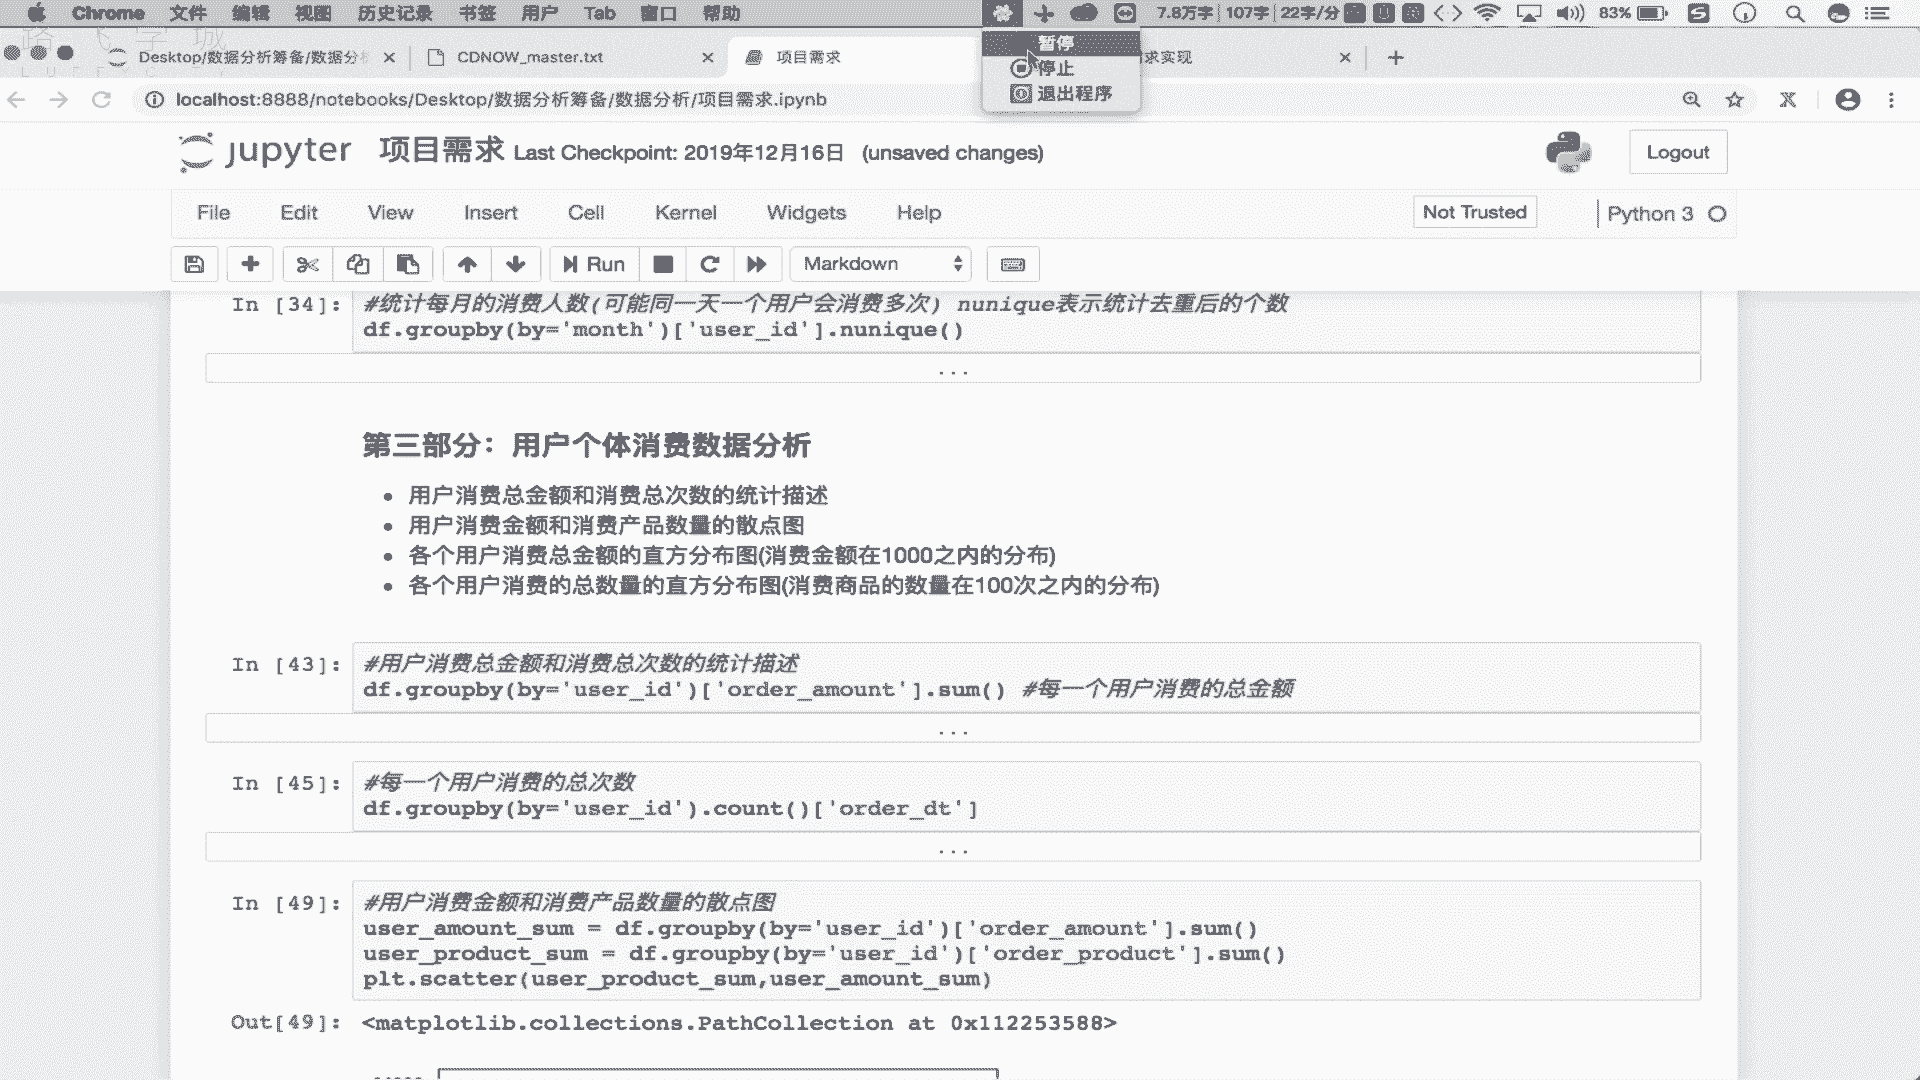 Chrome 文件 编辑 视图 历史记录 书签 用户 Tab 窗口 帮助 7.8万字 107字 22字/分 83%
暂停
停止
退出程序
Desktop/数据分析筹备/数据分析
CDNOW_master.txt
项目需求
求实现
localhost:8888/notebooks/Desktop/数据分析筹备/数据分析/项目需求.ipynb
jupyter 项目需求 Last Checkpoint: 2019年12月16日 (unsaved changes)
Logout
File Edit View Insert Cell Kernel Widgets Help
Not Trusted
Python 3
Run
Markdown
In [34]:
#统计每月的消费人数(可能同一天一个用户会消费多次) nunique表示统计去重后的个数
df.groupby(by='month')['user_id'].nunique()
...
第三部分：用户个体消费数据分析
用户消费总金额和消费总次数的统计描述
用户消费金额和消费产品数量的散点图
各个用户消费总金额的直方分布图(消费金额在1000之内的分布)
各个用户消费的总数量的直方分布图(消费商品的数量在100次之内的分布)
In [43]:
#用户消费总金额和消费总次数的统计描述
df.groupby(by='user_id')['order_amount'].sum() #每一个用户消费的总金额
...
In [45]:
#每一个用户消费的总次数
df.groupby(by='user_id').count()['order_dt']
...
In [49]:
#用户消费金额和消费产品数量的散点图
user_amount_sum = df.groupby(by='user_id')['order_amount'].sum()
user_product_sum = df.groupby(by='user_id')['order_product'].sum()
plt.scatter(user_product_sum,user_amount_sum)
Out[49]:
<matplotlib.collections.PathCollection at 0x112253588>